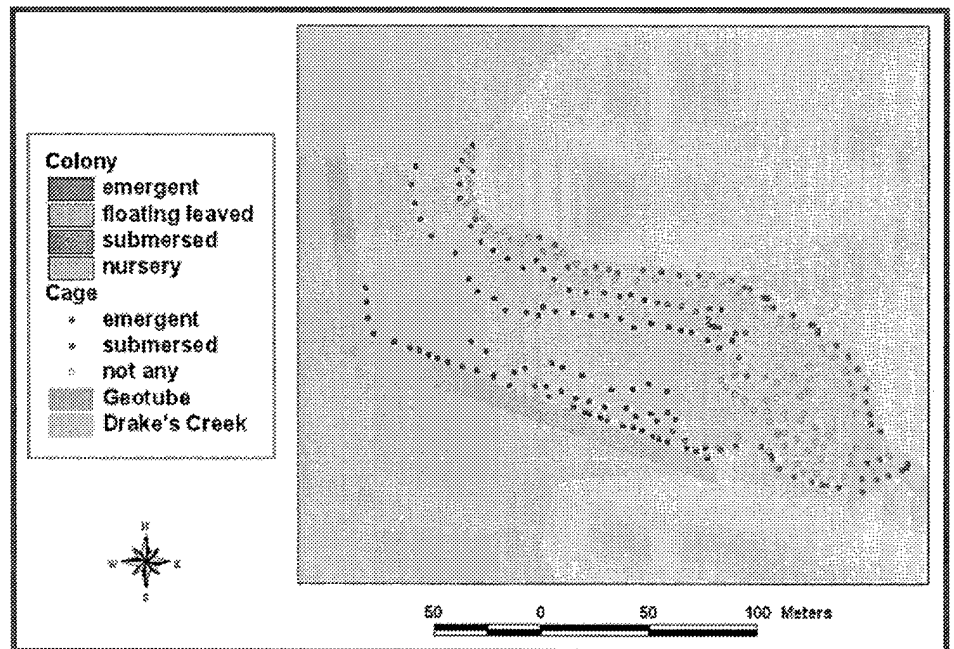 Colony
emergent
floating leaved
submersed
nursery
Cage
emergent
submersed
not any
Geotube
Drake's Creek
N
W E
S
50 0 50 100 Meters